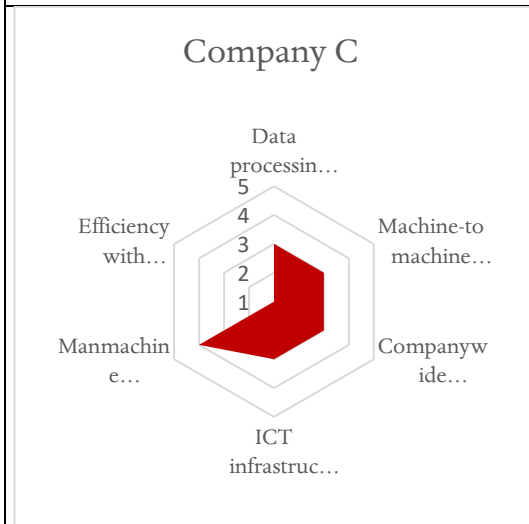 Company C
Data
processin...
5
4
3
2
1
Efficiency
with...
Machine-to
machine...
Manmachin
e...
Companyw
ide...
ICT
infrastruc...